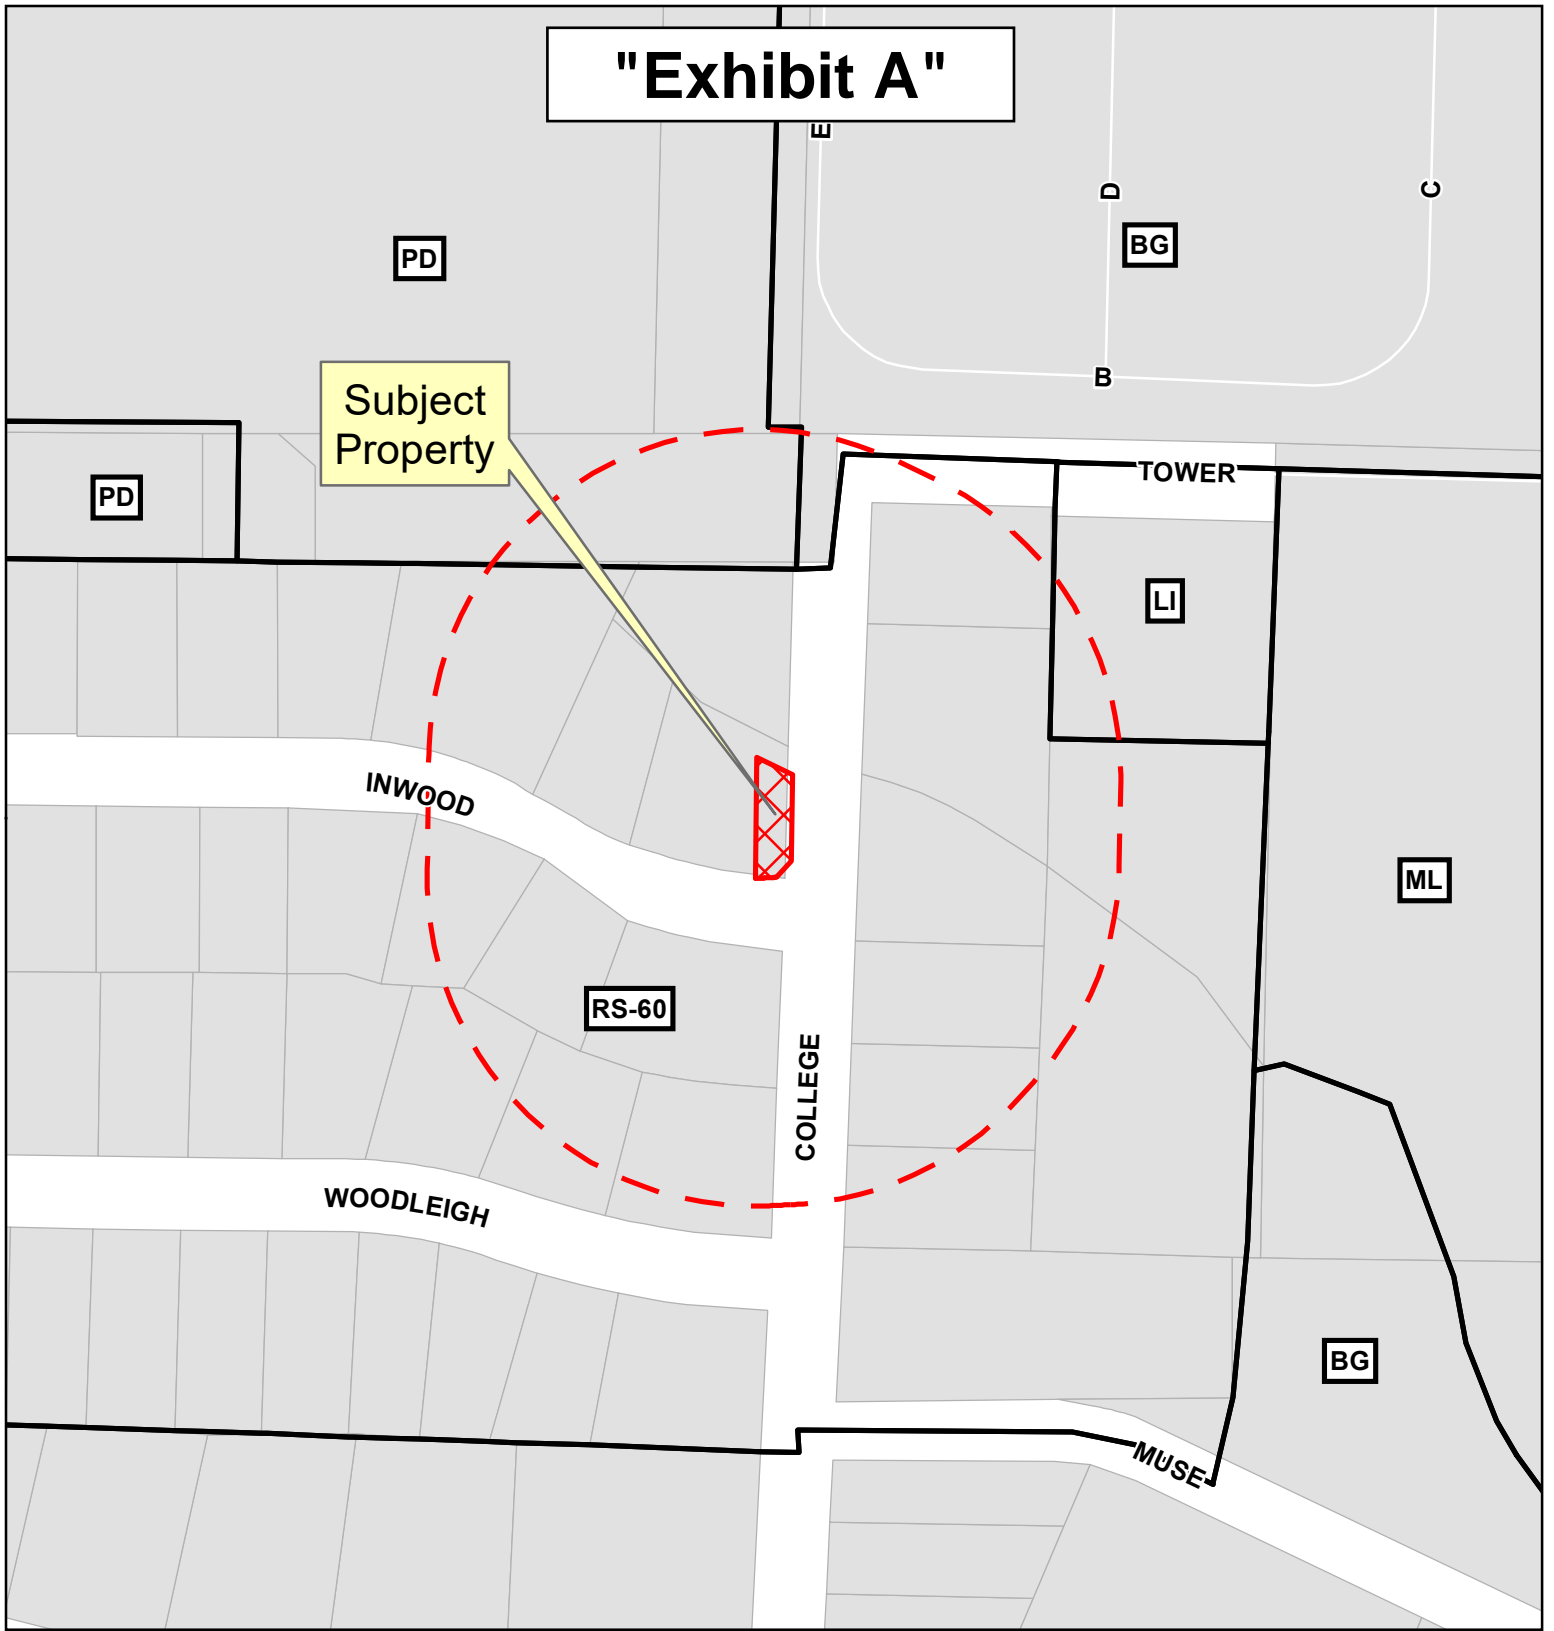 "Exhibit A"
E
D
C
BG
PD
B
Subject
Property
TOWER
PD
LI
INWOOD
ML
RS-60
COLLEGE
WOODLEIGH
BG
MUSE